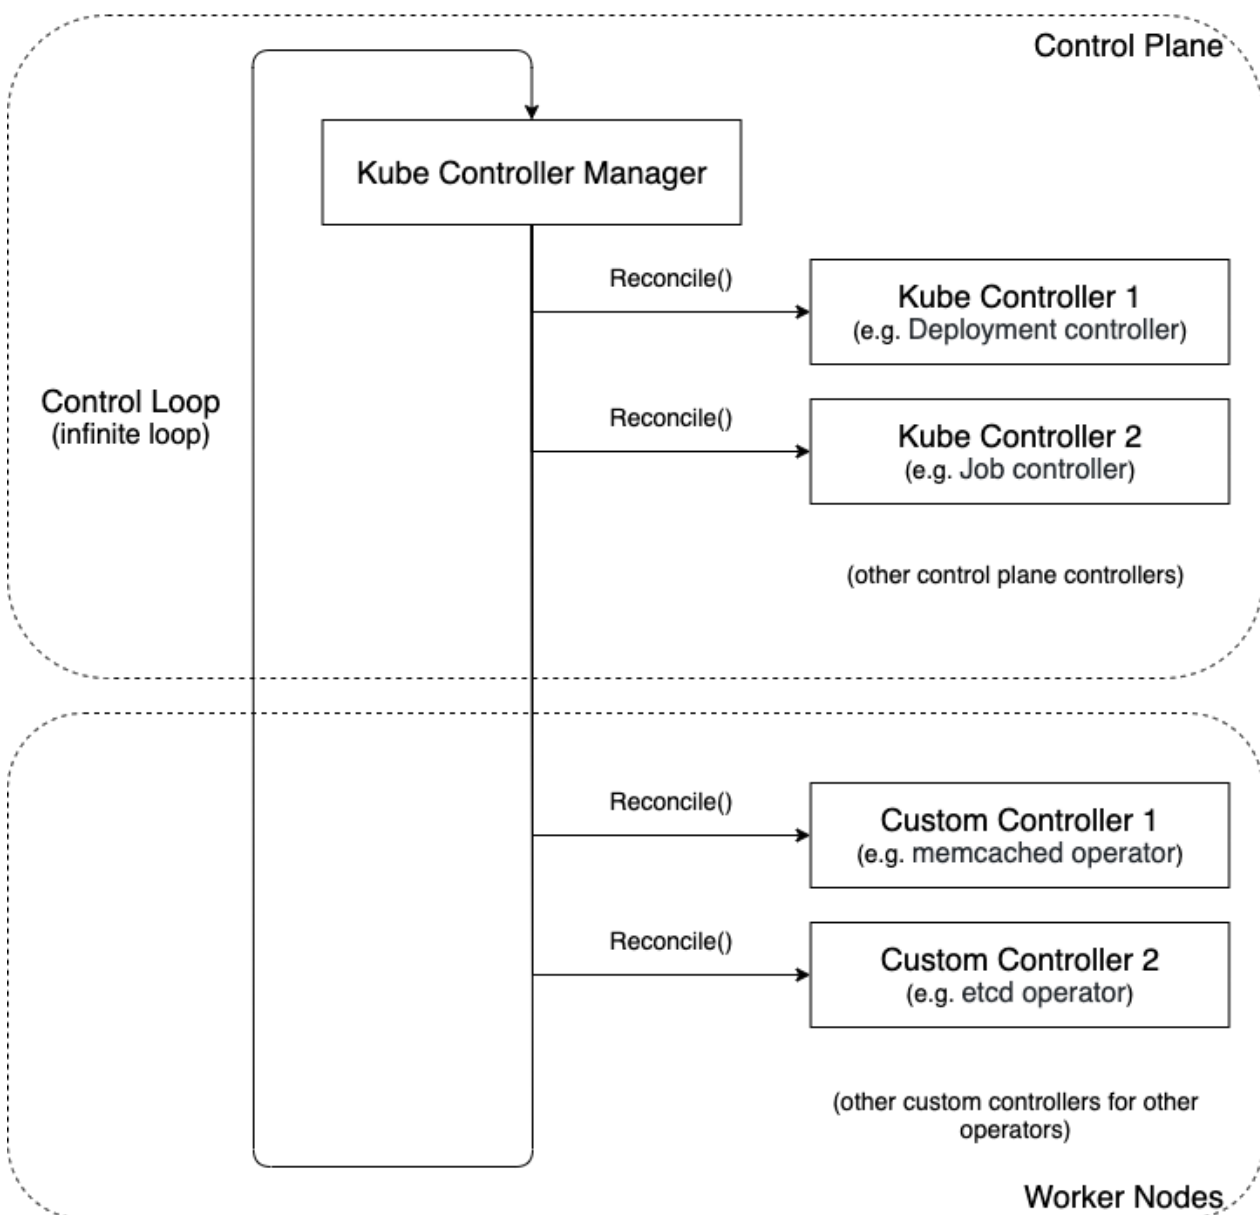 Control Plane
Kube Controller Manager
Reconcile()
Kube Controller 1
(e.g. Deployment controller)
Control Loop
(infinite loop)
Reconcile()
Kube Controller 2
(e.g. Job controller)
(other control plane controllers)
Reconcile()
Custom Controller 1
(e.g. memcached operator)
Reconcile()
Custom Controller 2
(e.g. etcd operator)
(other custom controllers for other
operators)
Worker Nodes